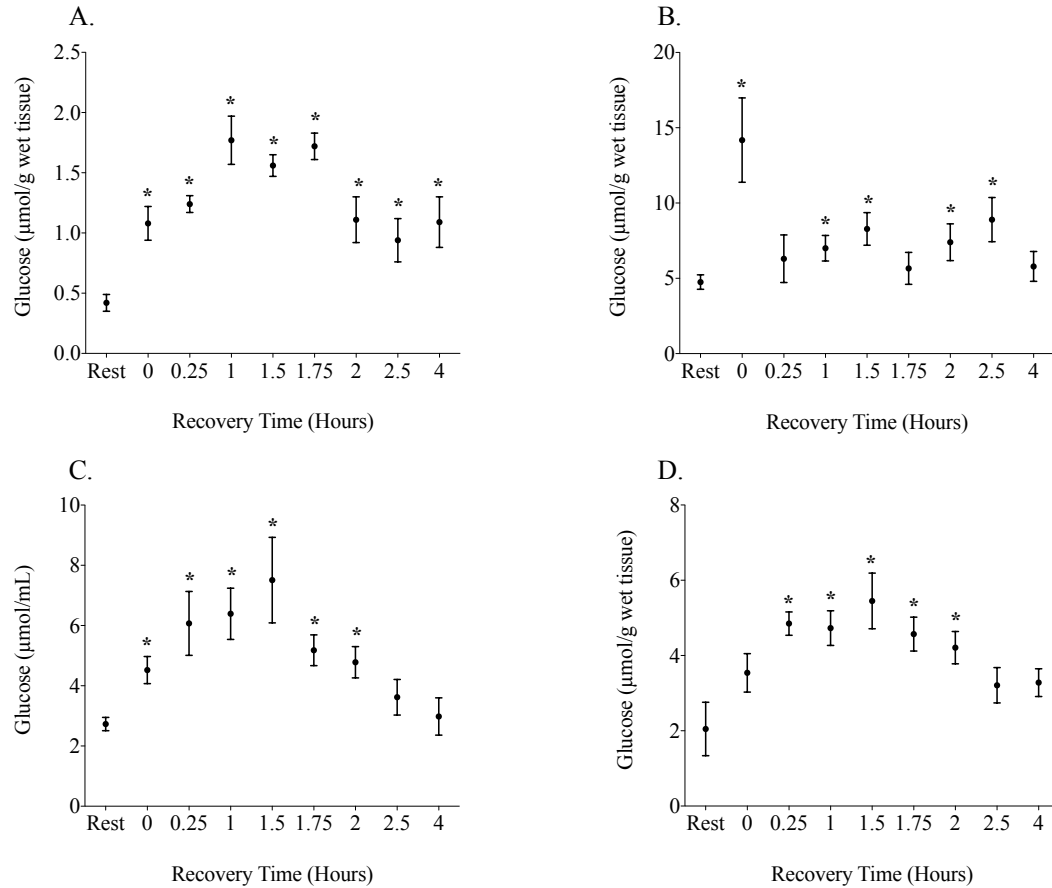 A.
Glucose (μmol/g wet tissue)
2.5
2.0
1.5
1.0
0.5
0.0
* * * * * * * *
Rest 0 0.25 1 1.5 1.75 2 2.5 4
Recovery Time (Hours)
B.
Glucose (μmol/g wet tissue)
20
15
10
5
0
* * * * *
Rest 0 0.25 1 1.5 1.75 2 2.5 4
Recovery Time (Hours)
C.
Glucose (μmol/mL)
10
8
6
4
2
0
* * * * * *
Rest 0 0.25 1 1.5 1.75 2 2.5 4
Recovery Time (Hours)
D.
Glucose (μmol/g wet tissue)
8
6
4
2
0
* * * * *
Rest 0 0.25 1 1.5 1.75 2 2.5 4
Recovery Time (Hours)